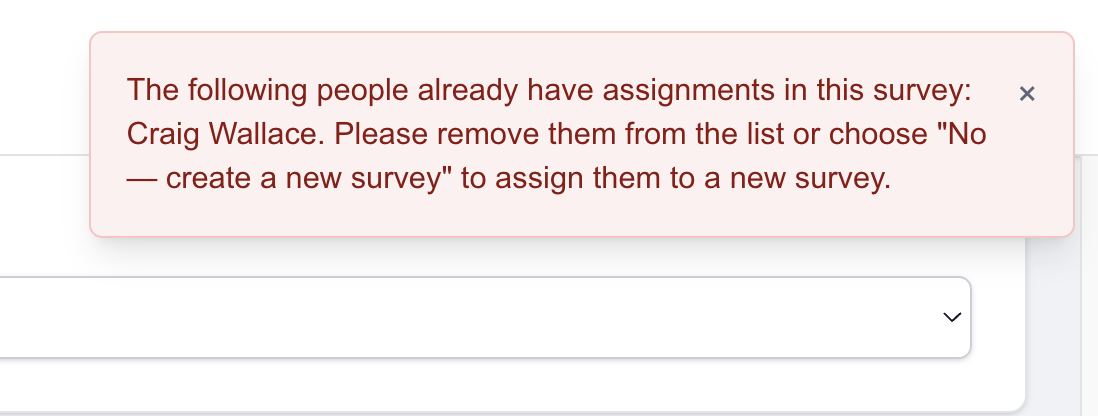 The following people already have assignments in this survey:
Craig Wallace. Please remove them from the list or choose "No
— create a new survey" to assign them to a new survey.